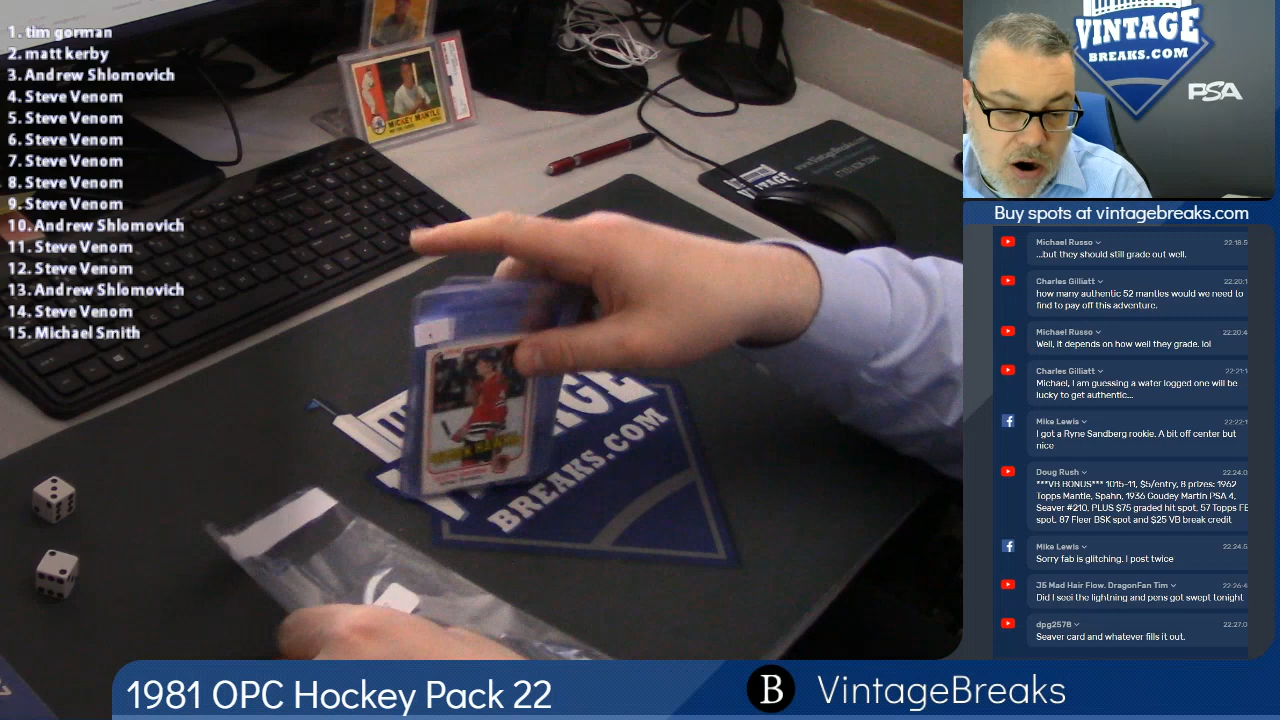 1. tim gorman
2. matt kerby
3. Andrew Shlomovich
4. Steve Venom
5. Steve Venom
6. Steve Venom
7. Steve Venom
8. Steve Venom
9. Steve Venom
10. Andrew Shlomovich
11. Steve Venom
12. Steve Venom
13. Andrew Shlomovich
14. Steve Venom
15. Michael Smith
MICKEY MANTLE
VINTAGE
VINTAGE
BREAKS.COM
VINTAGE
BREAKS.COM
PSA
Buy spots at vintagebreaks.com
Michael Russo
...but they should still grade out well.
Charles Gilliatt
how many authentic 52 mantles would we need to
find to pay off this adventure.
Michael Russo
Well, it depends on how well they grade. lol
Charles Gilliatt
Michael, I am guessing a water logged one will be
lucky to get authentic...
Mike Lewis
I got a Ryne Sandberg rookie. A bit off center but
nice
Doug Rush
***VB BONUS*** 1015-11, $5/entry, 8 prizes: 1962
Topps Mantle, Spahn, 1936 Goudey Martin PSA 4,
Seaver #210. PLUS $75 graded hit spot. 57 Topps FB
spot. 87 Fleer BSK spot and $25 VB break credit
Mike Lewis
Sorry fab is glitching. I post twice
J5 Mad Hair Flow. DragonFan Tim
Did I seei the lightning and pens got swept tonight
dpg2578
Seaver card and whatever fills it out.
1981 OPC Hockey Pack 22
B VintageBreaks